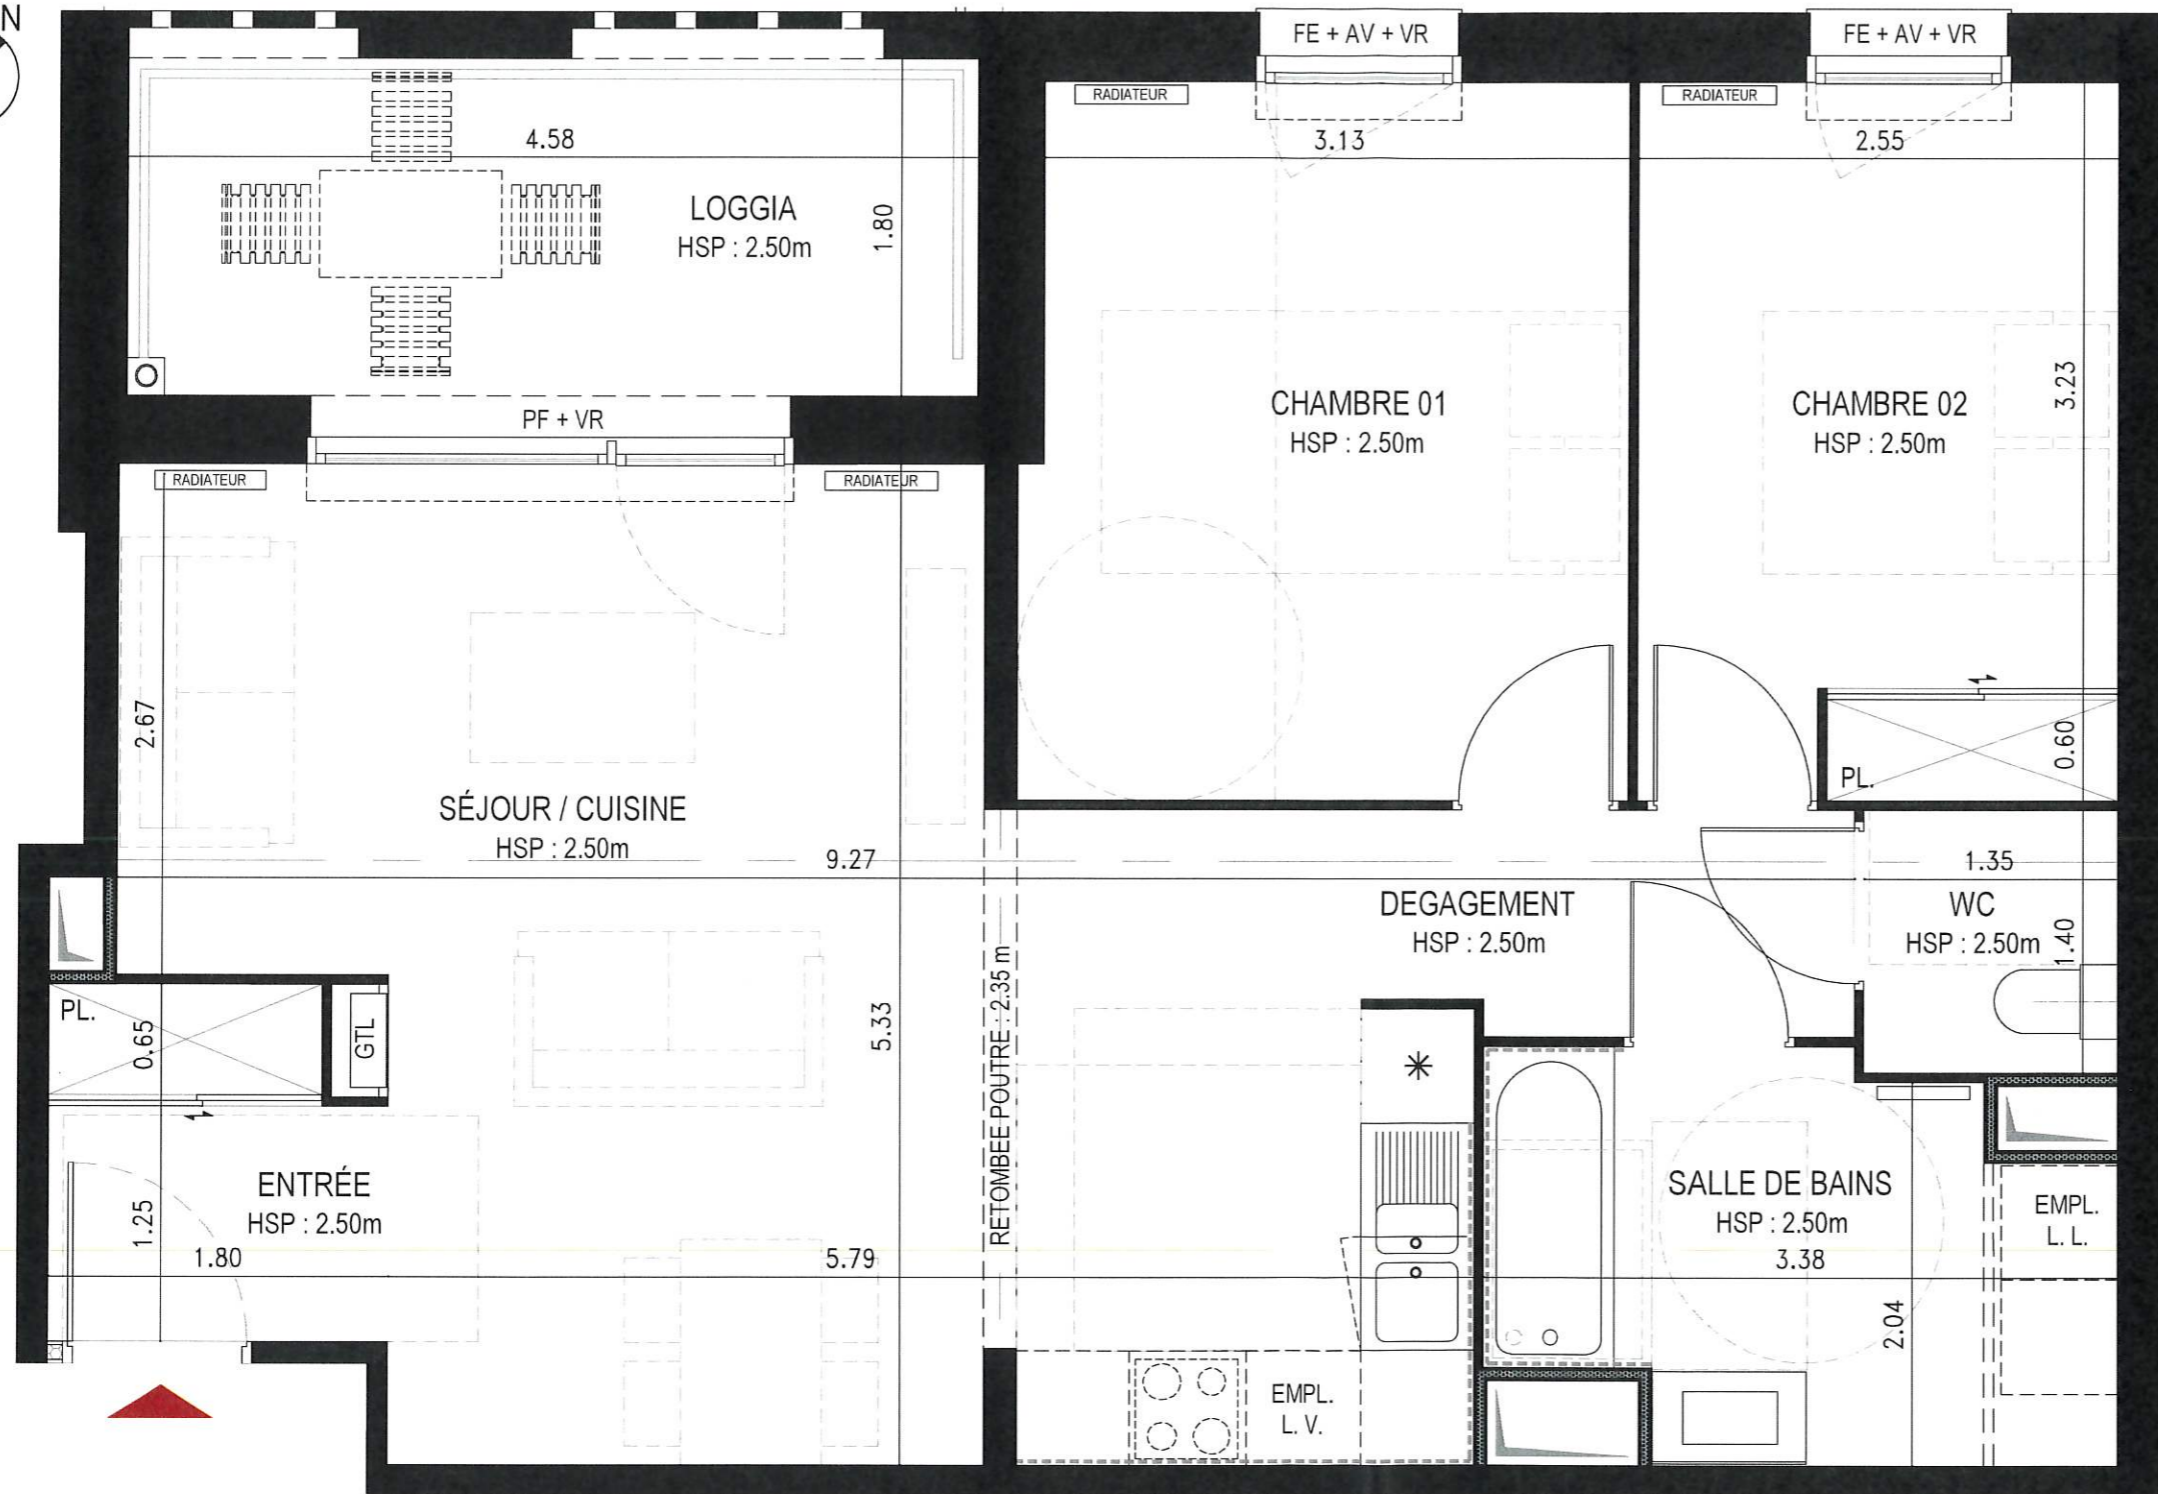 N
FE + AV + VR
FE + AV + VR
RADIATEUR
RADIATEUR
4.58
3.13
2.55
LOGGIA
HSP : 2.50m
1.80
CHAMBRE 01
HSP : 2.50m
CHAMBRE 02
HSP : 2.50m
3.23
PF + VR
RADIATEUR
RADIATEUR
2.67
SÉJOUR / CUISINE
HSP : 2.50m
PL.
0.60
9.27
1.35
DEGAGEMENT
HSP : 2.50m
WC
HSP : 2.50m
1.40
PL.
0.65
GTL
5.33
RETOMBEE POUTRE : 2.35 m
ENTRÉE
HSP : 2.50m
1.25
1.80
5.79
SALLE DE BAINS
HSP : 2.50m
3.38
2.04
EMPL.
L. L.
EMPL.
L. V.